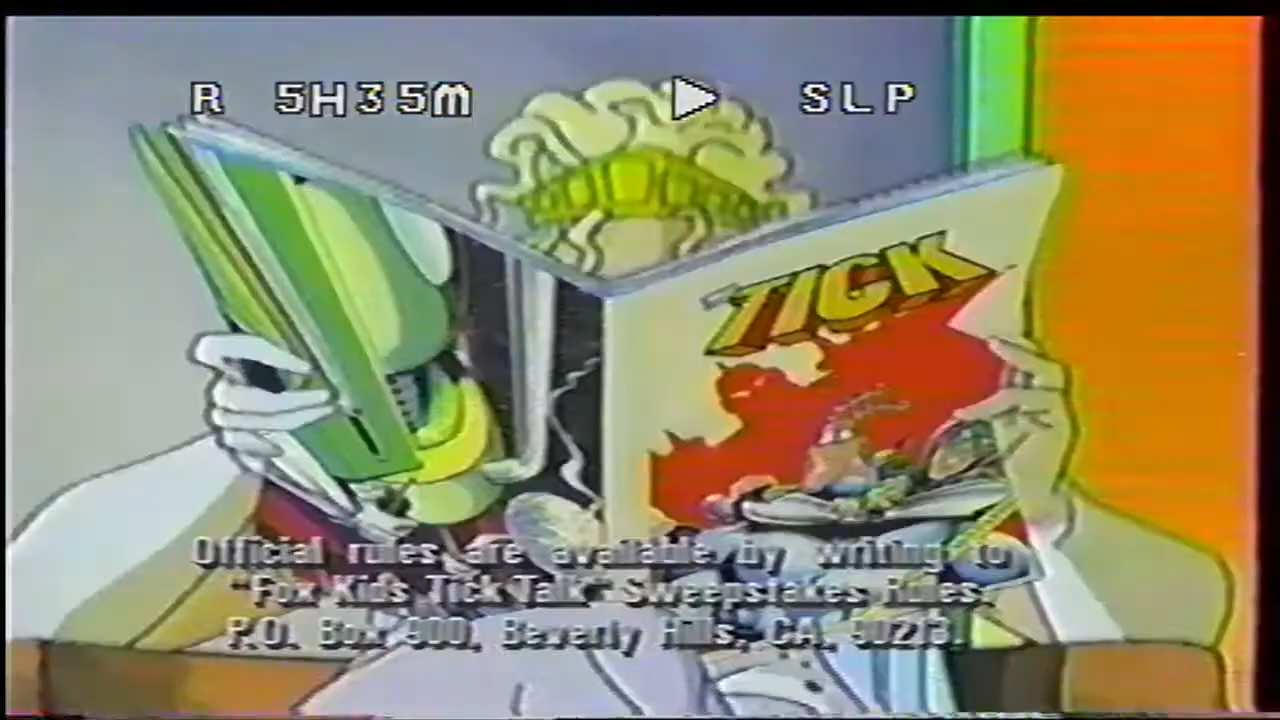 R 5H35M ▶ SLP
THE TICK
Official rules are available by writing to
"Fox Kids Tick Talk" Sweepstakes Rules,
P.O. Box 900, Beverly Hills, CA, 90213.